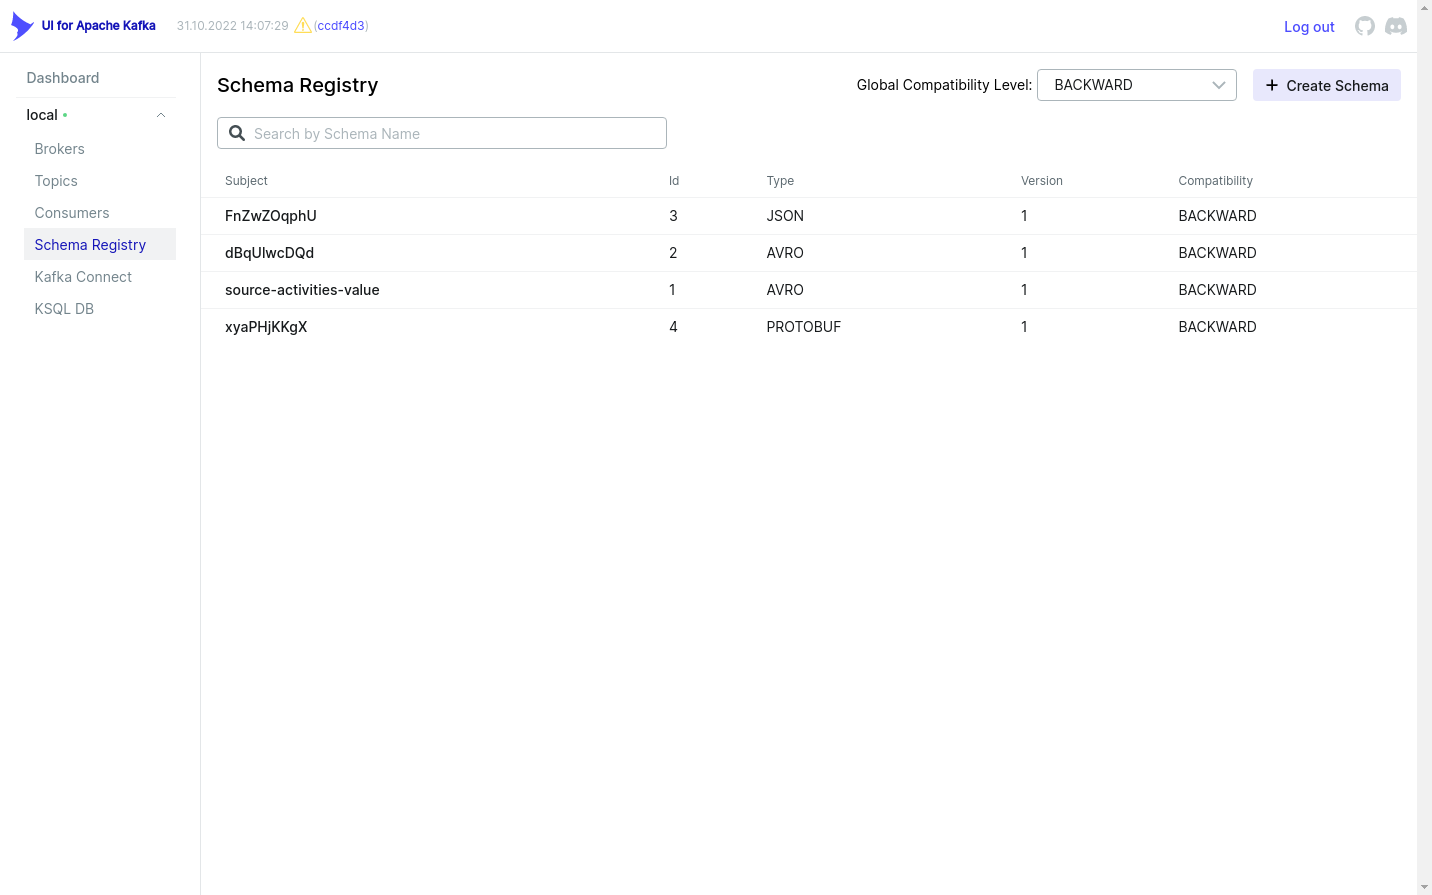 UI for Apache Kafka 31.10.2022 14:07:29 (ccdf4d3) Log out
Dashboard
local
Brokers
Topics
Consumers
Schema Registry
Kafka Connect
KSQL DB
Schema Registry Global Compatibility Level: BACKWARD Create Schema
Search by Schema Name
Subject Id Type Version Compatibility
FnZwZOqphU 3 JSON 1 BACKWARD
dBqUlwcDQd 2 AVRO 1 BACKWARD
source-activities-value 1 AVRO 1 BACKWARD
xyaPHjKKgX 4 PROTOBUF 1 BACKWARD